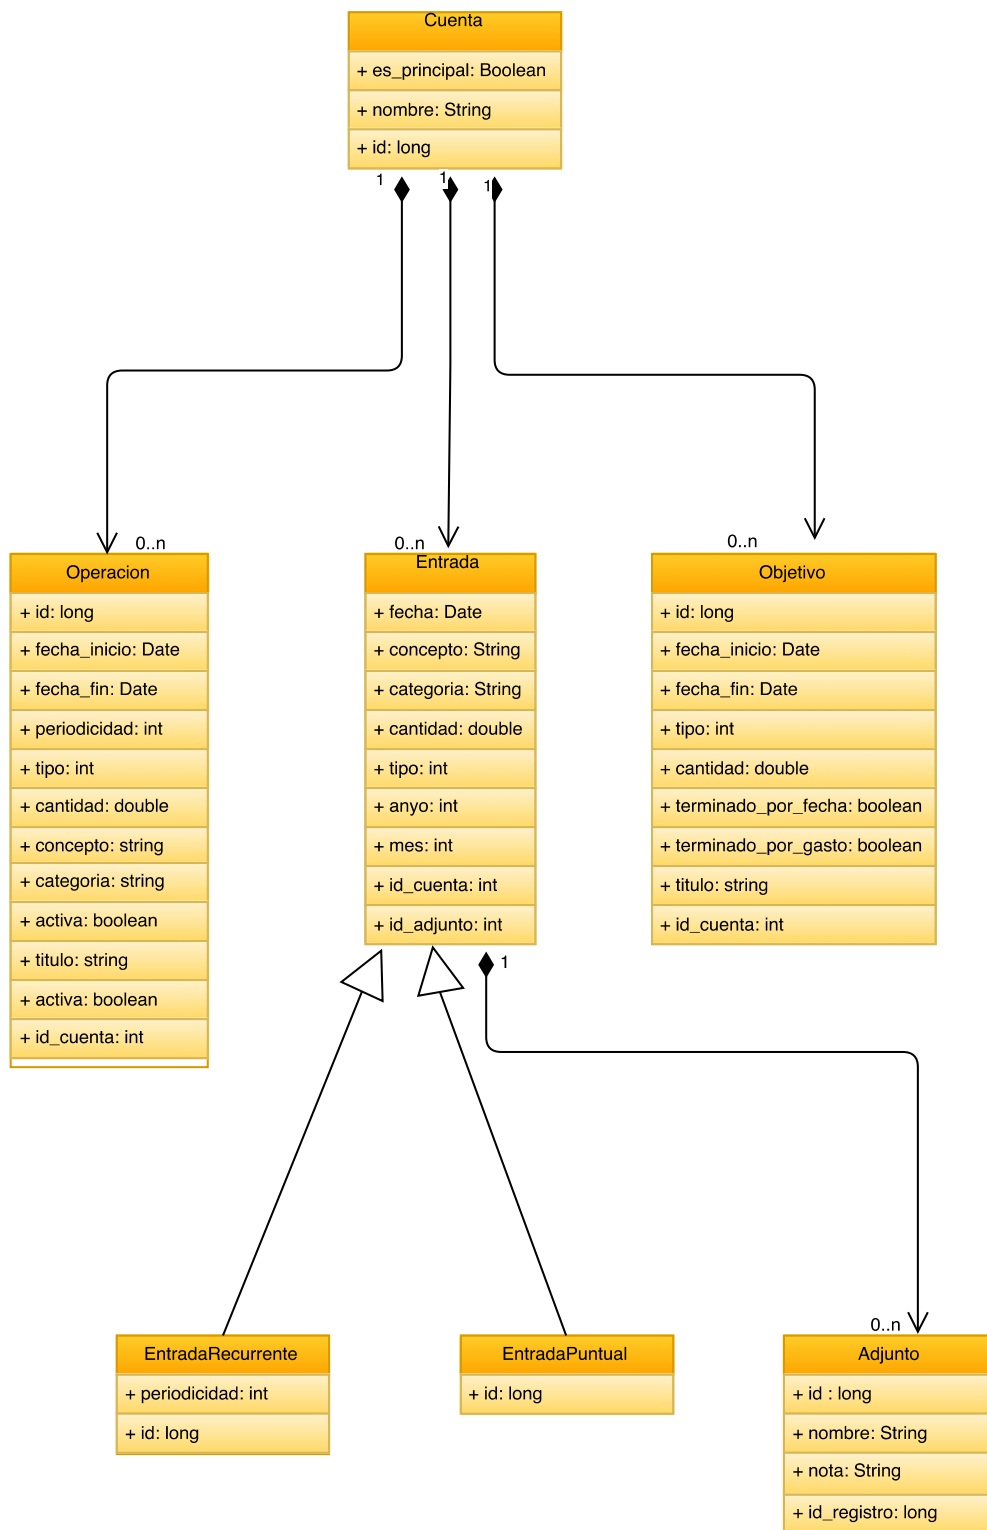 Cuenta
+ es_principal: Boolean
+ nombre: String
+ id: long
1
1
1
0..n
0..n
0..n
Operacion
+ id: long
+ fecha_inicio: Date
+ fecha_fin: Date
+ periodicidad: int
+ tipo: int
+ cantidad: double
+ concepto: string
+ categoria: string
+ activa: boolean
+ titulo: string
+ activa: boolean
+ id_cuenta: int
Entrada
+ fecha: Date
+ concepto: String
+ categoria: String
+ cantidad: double
+ tipo: int
+ anyo: int
+ mes: int
+ id_cuenta: int
+ id_adjunto: int
Objetivo
+ id: long
+ fecha_inicio: Date
+ fecha_fin: Date
+ tipo: int
+ cantidad: double
+ terminado_por_fecha: boolean
+ terminado_por_gasto: boolean
+ titulo: string
+ id_cuenta: int
1
0..n
EntradaRecurrente
+ periodicidad: int
+ id: long
EntradaPuntual
+ id: long
Adjunto
+ id : long
+ nombre: String
+ nota: String
+ id_registro: long